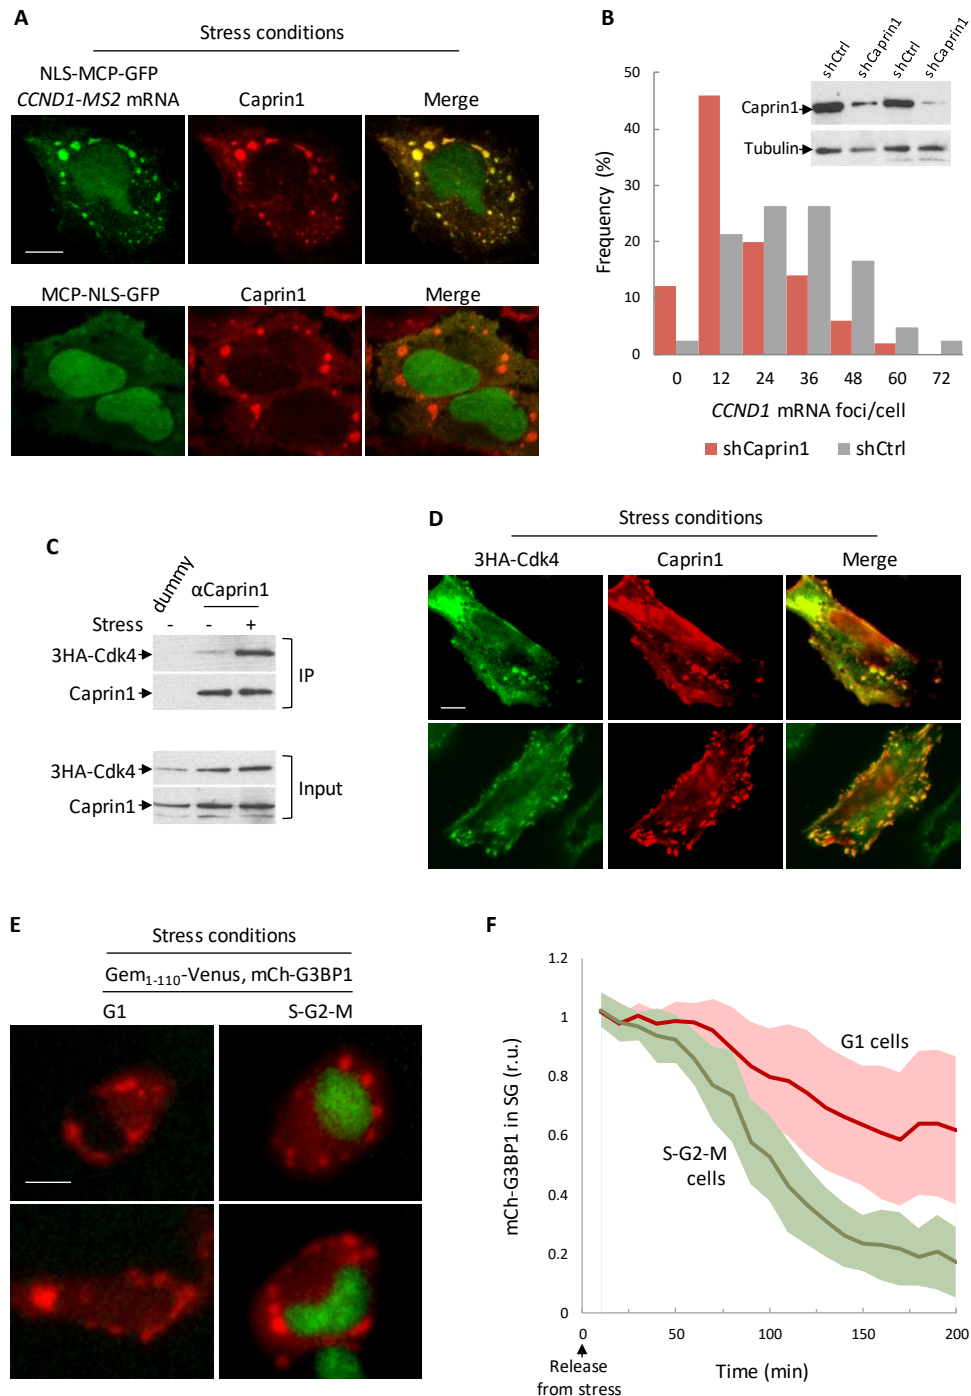 A
Stress conditions
NLS-MCP-GFP
CCND1-MS2 mRNA
Caprin1
Merge
MCP-NLS-GFP
Caprin1
Merge
B
shCtrl
shCaprin1
shCtrl
shCaprin1
Caprin1
Tubulin
Frequency (%)
50
40
30
20
10
0
0 12 24 36 48 60 72
CCND1 mRNA foci/cell
shCaprin1 shCtrl
C
dummy
αCaprin1
Stress - - +
3HA-Cdk4
Caprin1
IP
3HA-Cdk4
Caprin1
Input
D
Stress conditions
3HA-Cdk4 Caprin1 Merge
E
Stress conditions
Gem1-110-Venus, mCh-G3BP1
G1 S-G2-M
F
mCh-G3BP1 in SG (r.u.)
1.2
1
0.8
0.6
0.4
0.2
0
G1 cells
S-G2-M
cells
0 50 100 150 200
Release
from stress
Time (min)